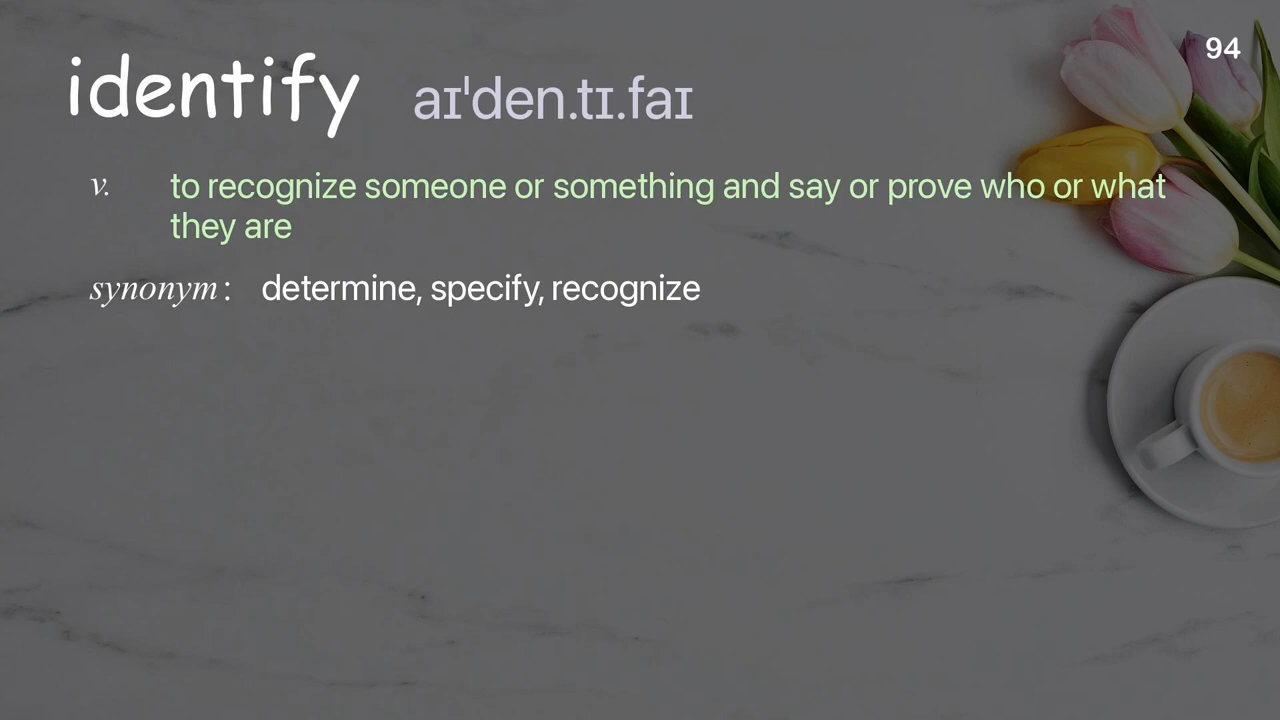 94
identify aɪˈden.tɪ.faɪ
v. to recognize someone or something and say or prove who or what
they are
synonym : determine, specify, recognize